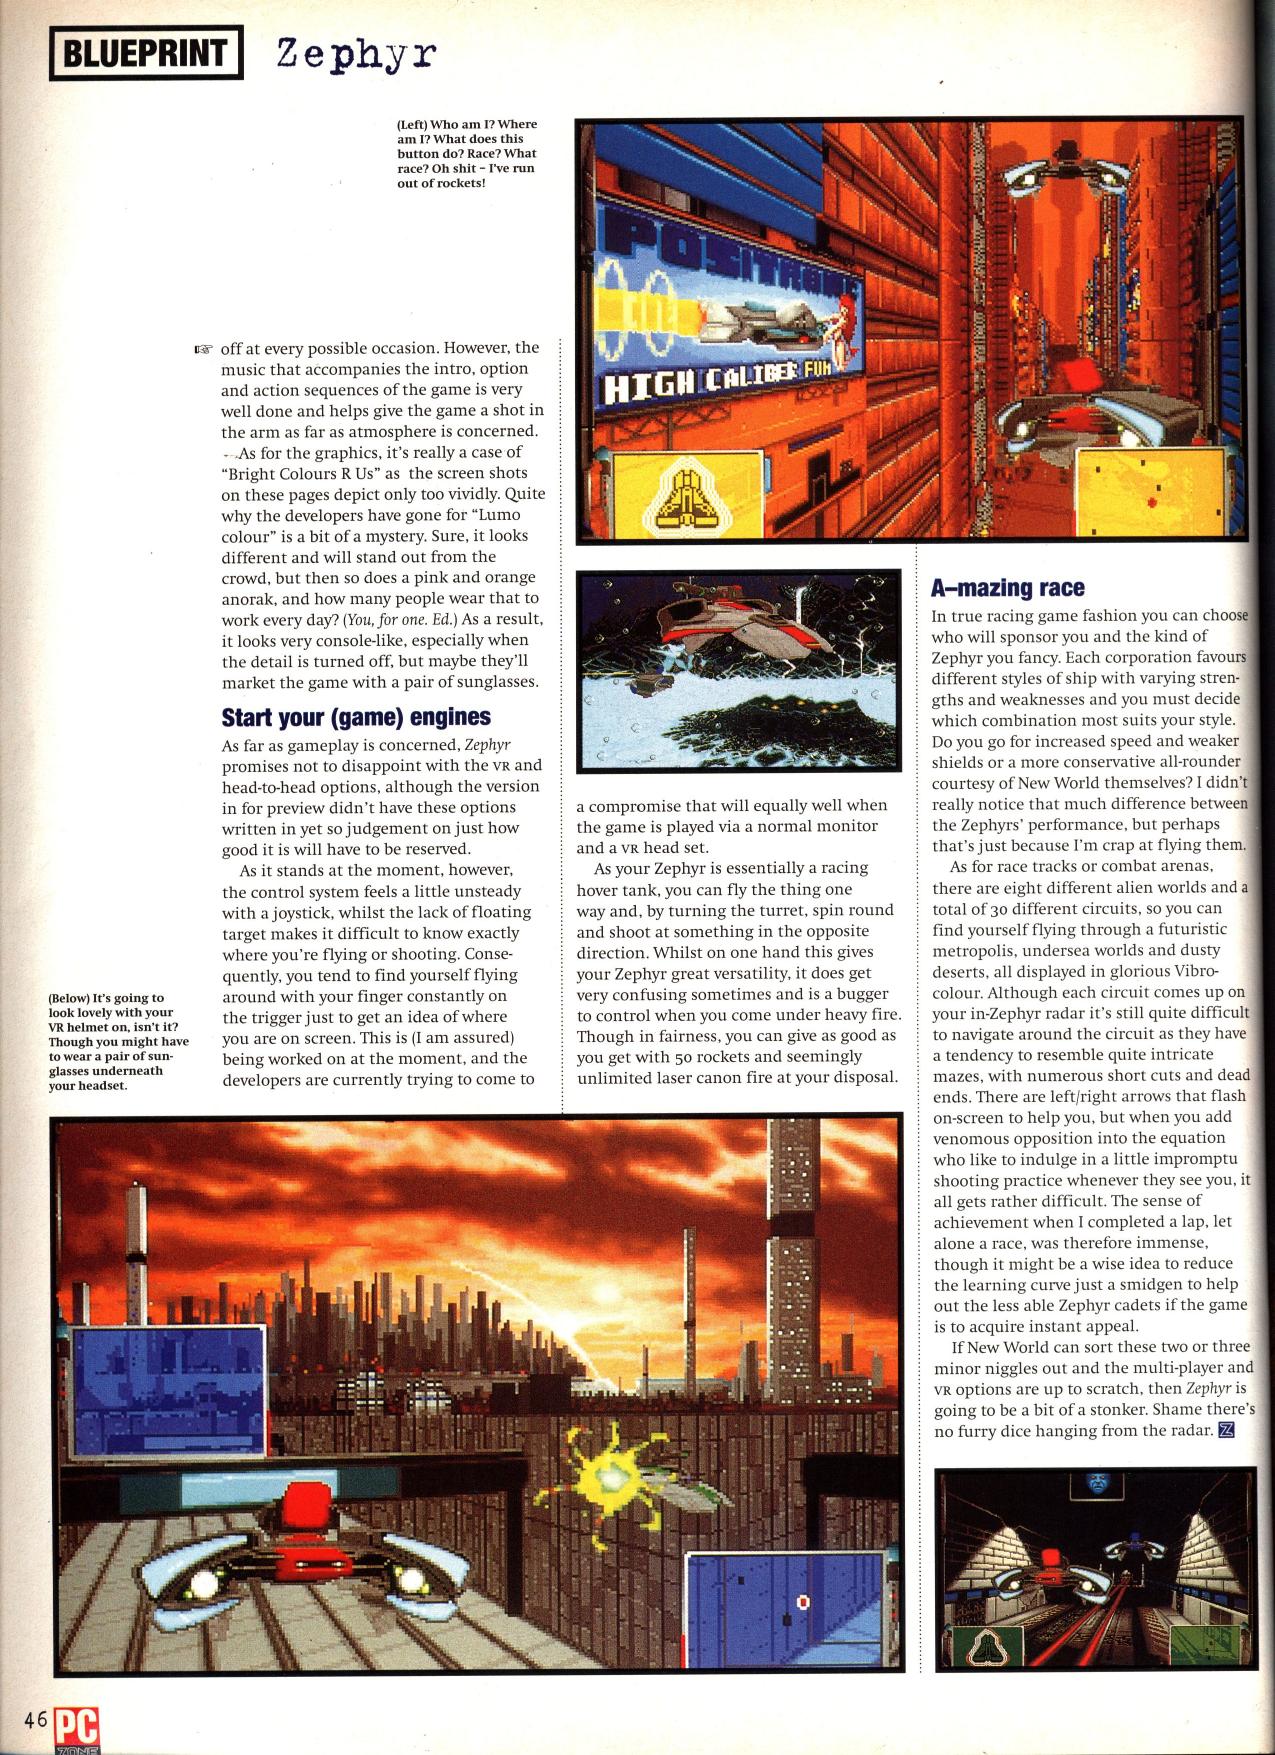 BLUEPRINT Zephyr
(Left) Who am I? Where
am I? What does this
button do? Race? What
race? Oh shit – I've run
out of rockets!
POSITRON
HIGH CALIBER FUN
☞ off at every possible occasion. However, the
music that accompanies the intro, option
and action sequences of the game is very
well done and helps give the game a shot in
the arm as far as atmosphere is concerned.
As for the graphics, it's really a case of
“Bright Colours R Us” as the screen shots
on these pages depict only too vividly. Quite
why the developers have gone for “Lumo
colour” is a bit of a mystery. Sure, it looks
different and will stand out from the
crowd, but then so does a pink and orange
anorak, and how many people wear that to
work every day? (You, for one. Ed.) As a result,
it looks very console-like, especially when
the detail is turned off, but maybe they'll
market the game with a pair of sunglasses.
Start your (game) engines
As far as gameplay is concerned, Zephyr
promises not to disappoint with the VR and
head-to-head options, although the version
in for preview didn't have these options
written in yet so judgement on just how
good it is will have to be reserved.
As it stands at the moment, however,
the control system feels a little unsteady
with a joystick, whilst the lack of floating
target makes it difficult to know exactly
where you're flying or shooting. Conse-
quently, you tend to find yourself flying
around with your finger constantly on
the trigger just to get an idea of where
you are on screen. This is (I am assured)
being worked on at the moment, and the
developers are currently trying to come to
(Below) It's going to
look lovely with your
VR helmet on, isn't it?
Though you might have
to wear a pair of sun-
glasses underneath
your headset.
a compromise that will equally well when
the game is played via a normal monitor
and a VR head set.
As your Zephyr is essentially a racing
hover tank, you can fly the thing one
way and, by turning the turret, spin round
and shoot at something in the opposite
direction. Whilst on one hand this gives
your Zephyr great versatility, it does get
very confusing sometimes and is a bugger
to control when you come under heavy fire.
Though in fairness, you can give as good as
you get with 50 rockets and seemingly
unlimited laser canon fire at your disposal.
A–mazing race
In true racing game fashion you can choose
who will sponsor you and the kind of
Zephyr you fancy. Each corporation favours
different styles of ship with varying stren-
gths and weaknesses and you must decide
which combination most suits your style.
Do you go for increased speed and weaker
shields or a more conservative all-rounder
courtesy of New World themselves? I didn't
really notice that much difference between
the Zephyrs' performance, but perhaps
that's just because I'm crap at flying them.
As for race tracks or combat arenas,
there are eight different alien worlds and a
total of 30 different circuits, so you can
find yourself flying through a futuristic
metropolis, undersea worlds and dusty
deserts, all displayed in glorious Vibro-
colour. Although each circuit comes up on
your in-Zephyr radar it's still quite difficult
to navigate around the circuit as they have
a tendency to resemble quite intricate
mazes, with numerous short cuts and dead
ends. There are left/right arrows that flash
on-screen to help you, but when you add
venomous opposition into the equation
who like to indulge in a little impromptu
shooting practice whenever they see you, it
all gets rather difficult. The sense of
achievement when I completed a lap, let
alone a race, was therefore immense,
though it might be a wise idea to reduce
the learning curve just a smidgen to help
out the less able Zephyr cadets if the game
is to acquire instant appeal.
If New World can sort these two or three
minor niggles out and the multi-player and
VR options are up to scratch, then Zephyr is
going to be a bit of a stonker. Shame there's
no furry dice hanging from the radar. Z
46 PC
ZONE